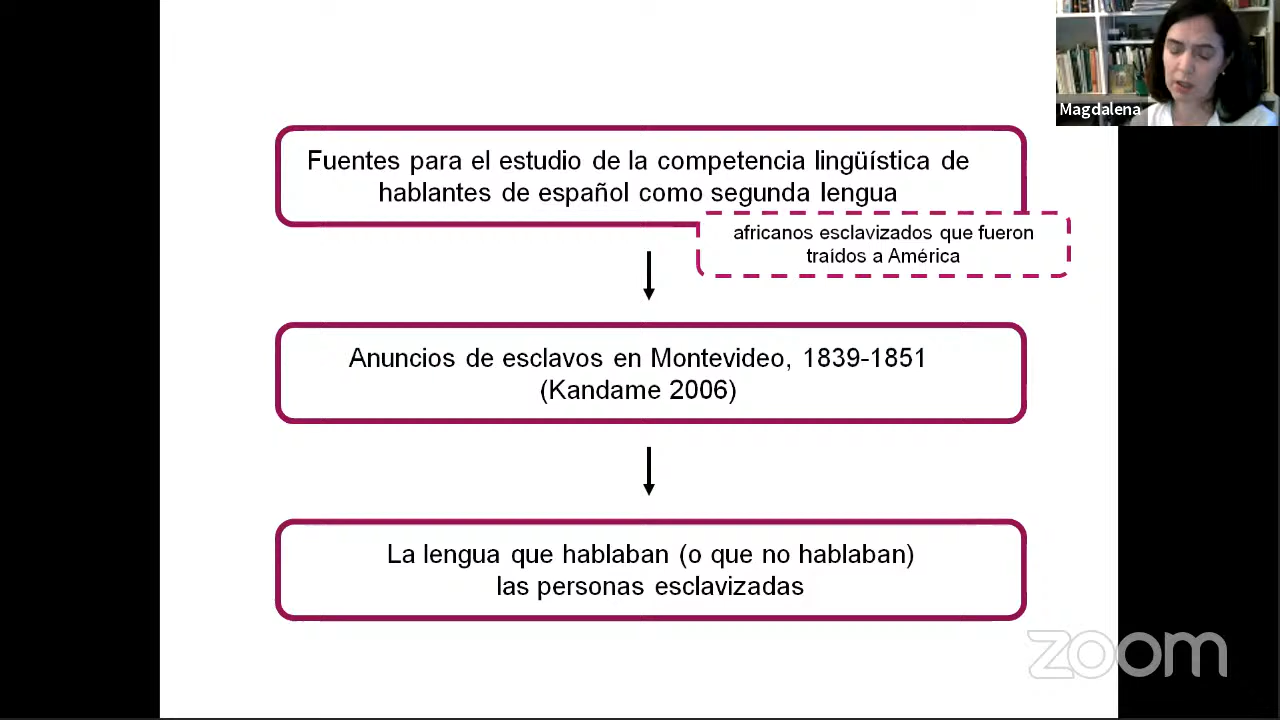 Magdalena
Fuentes para el estudio de la competencia lingüística de
hablantes de español como segunda lengua
africanos esclavizados que fueron
traídos a América
Anuncios de esclavos en Montevideo, 1839-1851
(Kandame 2006)
La lengua que hablaban (o que no hablaban)
las personas esclavizadas
zoom